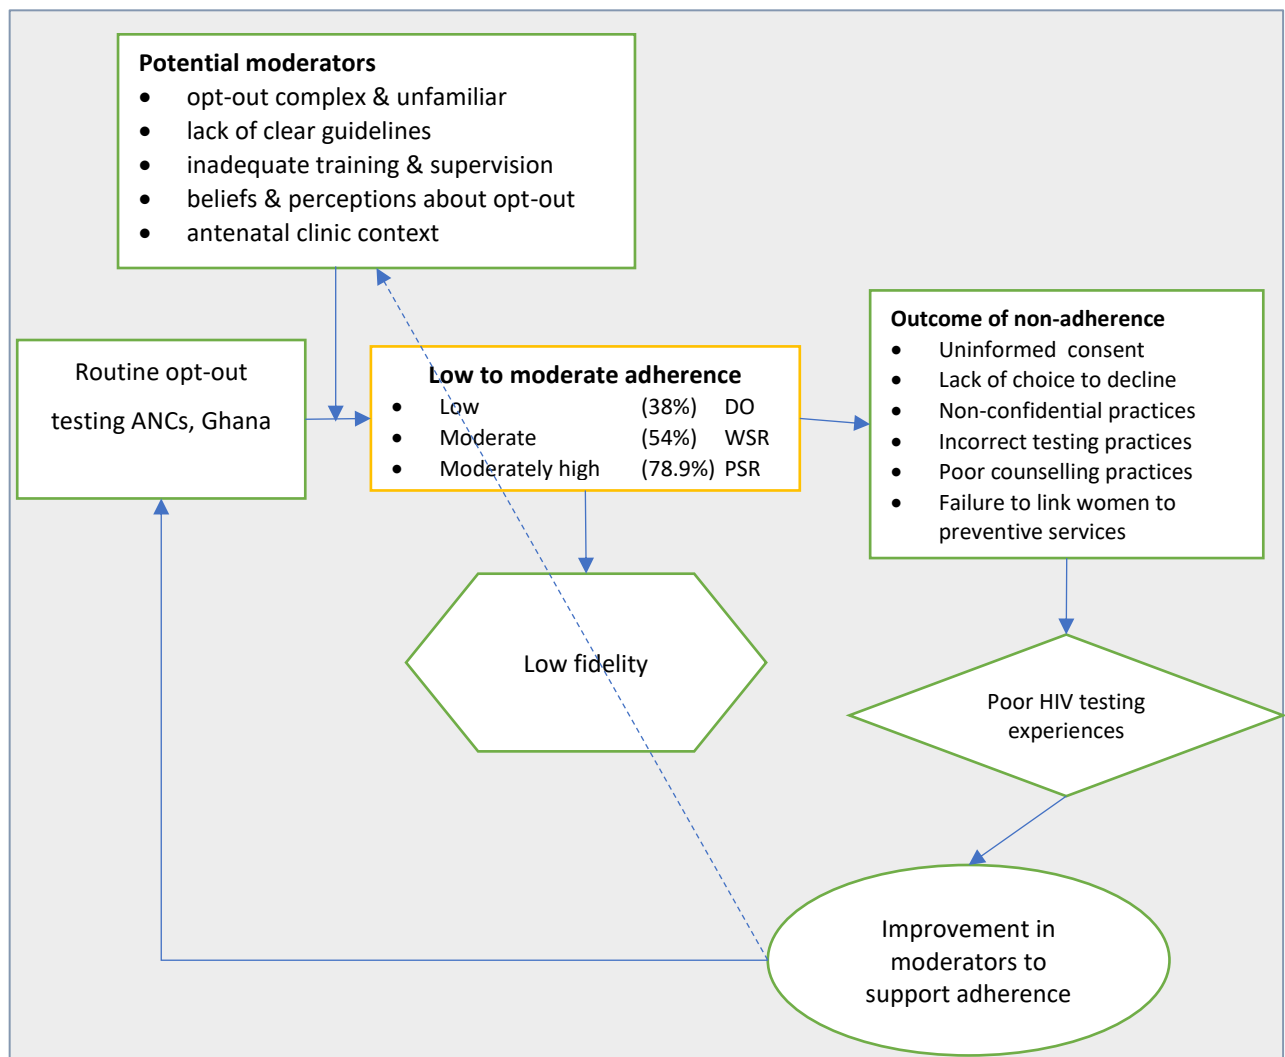 Potential moderators
• opt-out complex & unfamiliar
• lack of clear guidelines
• inadequate training & supervision
• beliefs & perceptions about opt-out
• antenatal clinic context
Routine opt-out
testing ANCs, Ghana
Low to moderate adherence
• Low (38%) DO
• Moderate (54%) WSR
• Moderately high (78.9%) PSR
Outcome of non-adherence
• Uninformed consent
• Lack of choice to decline
• Non-confidential practices
• Incorrect testing practices
• Poor counselling practices
• Failure to link women to
preventive services
Low fidelity
Poor HIV testing
experiences
Improvement in
moderators to
support adherence